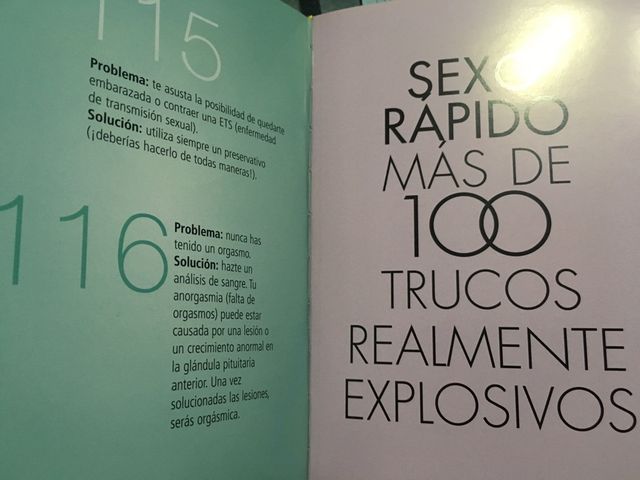 115
Problema: te asusta la posibilidad de quedarte
embarazada o contraer una ETS (enfermedad
de transmisión sexual).
Solución: utiliza siempre un preservativo
(¡deberías hacerlo de todas maneras!).
116
Problema: nunca has
tenido un orgasmo.
Solución: hazte un
análisis de sangre. Tu
anorgasmia (falta de
orgasmos) puede estar
causada por una lesión o
un crecimiento anormal en
la glándula pituitaria
anterior. Una vez
solucionadas las lesiones,
serás orgásmica.
SEXO
RÁPIDO
MÁS DE
100
TRUCOS
REALMENTE
EXPLOSIVOS